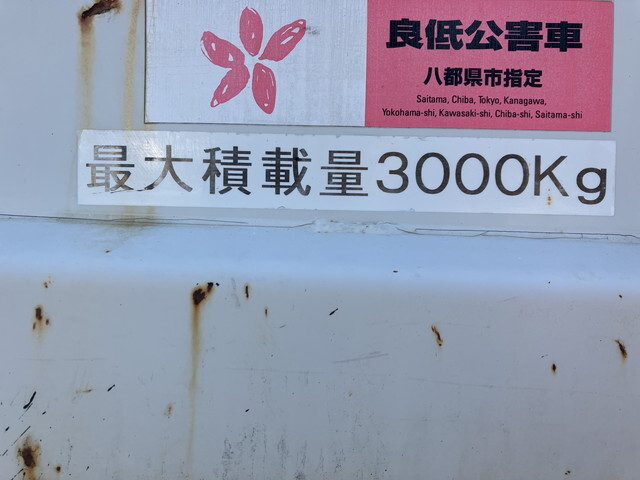 良低公害車
八都県市指定
Saitama, Chiba, Tokyo, Kanagawa,
Yokohama-shi, Kawasaki-shi, Chiba-shi, Saitama-shi
最大積載量3000Kg